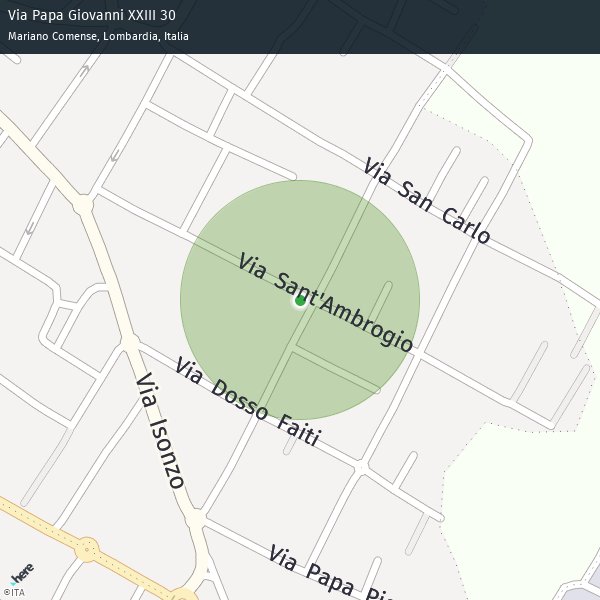 Via Papa Giovanni XXIII 30
Mariano Comense, Lombardia, Italia
Via San Carlo
Via Sant'Ambrogio
Via Dosso Faiti
Via Isonzo
Via Papa Pi
here
©ITA